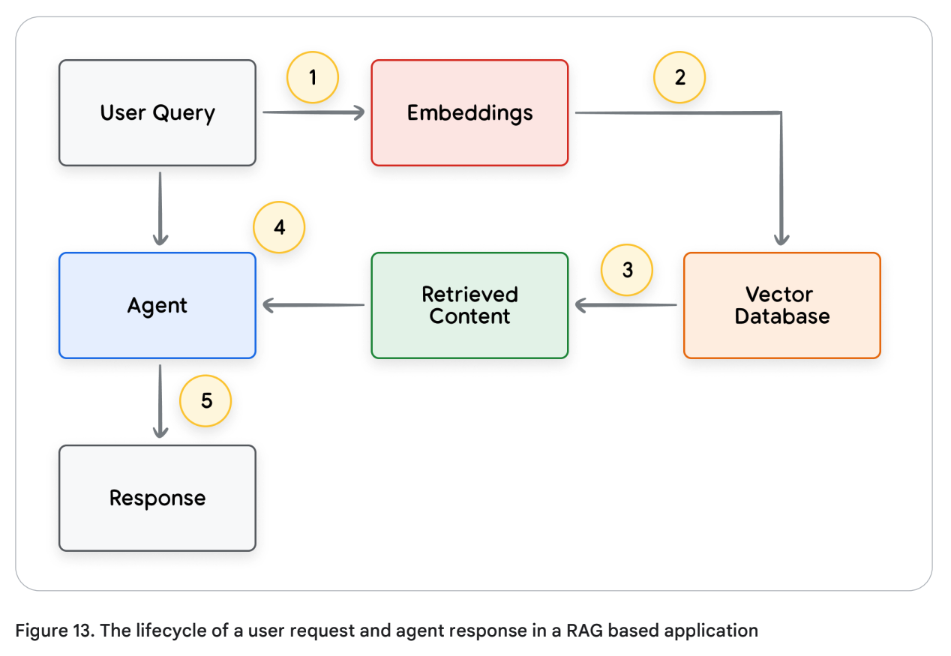 User Query
1
Embeddings
2
4
Agent
Retrieved
Content
3
Vector
Database
5
Response
Figure 13. The lifecycle of a user request and agent response in a RAG based application